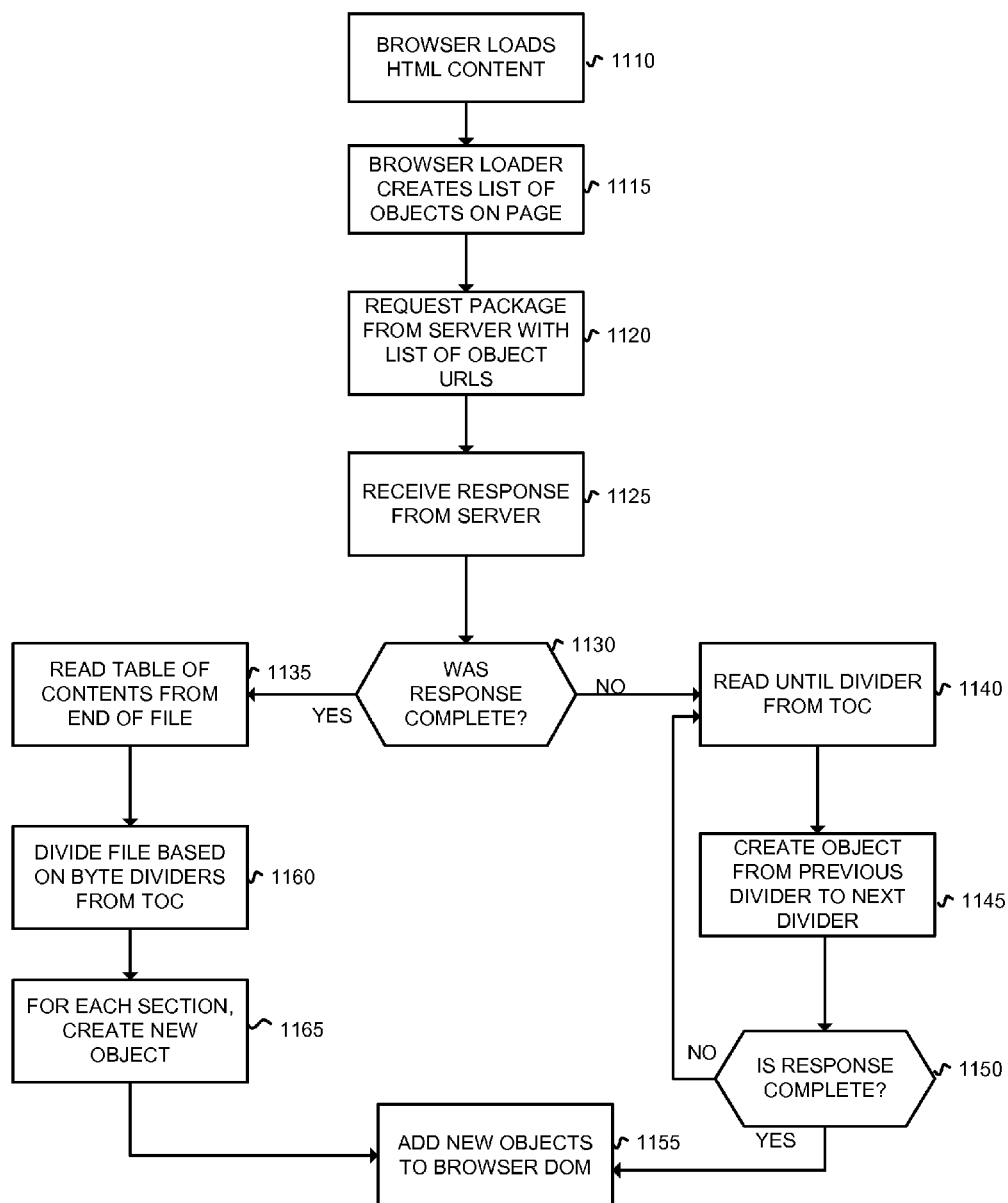 BROWSER LOADS
HTML CONTENT
1110
BROWSER LOADER
CREATES LIST OF
OBJECTS ON PAGE
1115
REQUEST PACKAGE
FROM SERVER WITH
LIST OF OBJECT
URLS
1120
RECEIVE RESPONSE
FROM SERVER
1125
WAS
RESPONSE
COMPLETE?
1130
YES
NO
READ TABLE OF
CONTENTS FROM
END OF FILE
1135
READ UNTIL DIVIDER
FROM TOC
1140
DIVIDE FILE BASED
ON BYTE DIVIDERS
FROM TOC
1160
CREATE OBJECT
FROM PREVIOUS
DIVIDER TO NEXT
DIVIDER
1145
FOR EACH SECTION,
CREATE NEW
OBJECT
1165
IS RESPONSE
COMPLETE?
1150
NO
YES
ADD NEW OBJECTS
TO BROWSER DOM
1155